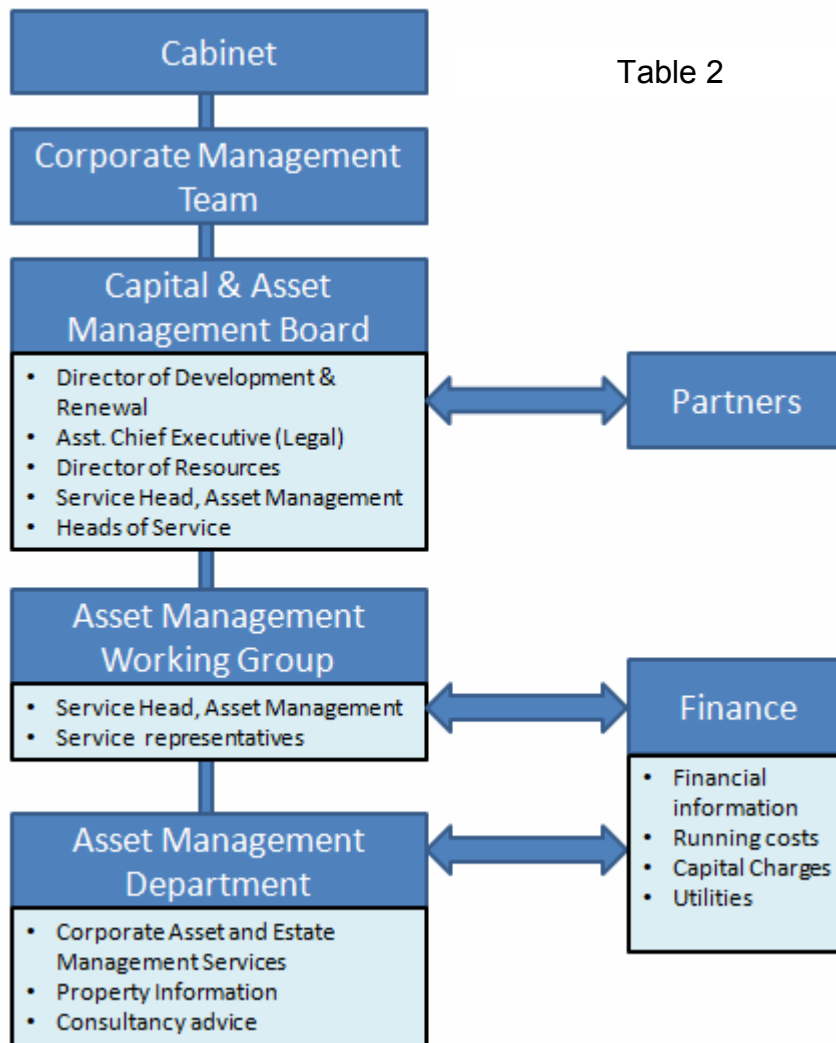 Cabinet
Table 2
Corporate Management
Team
Capital & Asset
Management Board
• Director of Development &
Renewal
• Asst. Chief Executive (Legal)
• Director of Resources
• Service Head, Asset Management
• Heads of Service
Partners
Asset Management
Working Group
• Service Head, Asset Management
• Service representatives
Finance
• Financial
information
• Running costs
• Capital Charges
• Utilities
Asset Management
Department
• Corporate Asset and Estate
Management Services
• Property Information
• Consultancy advice